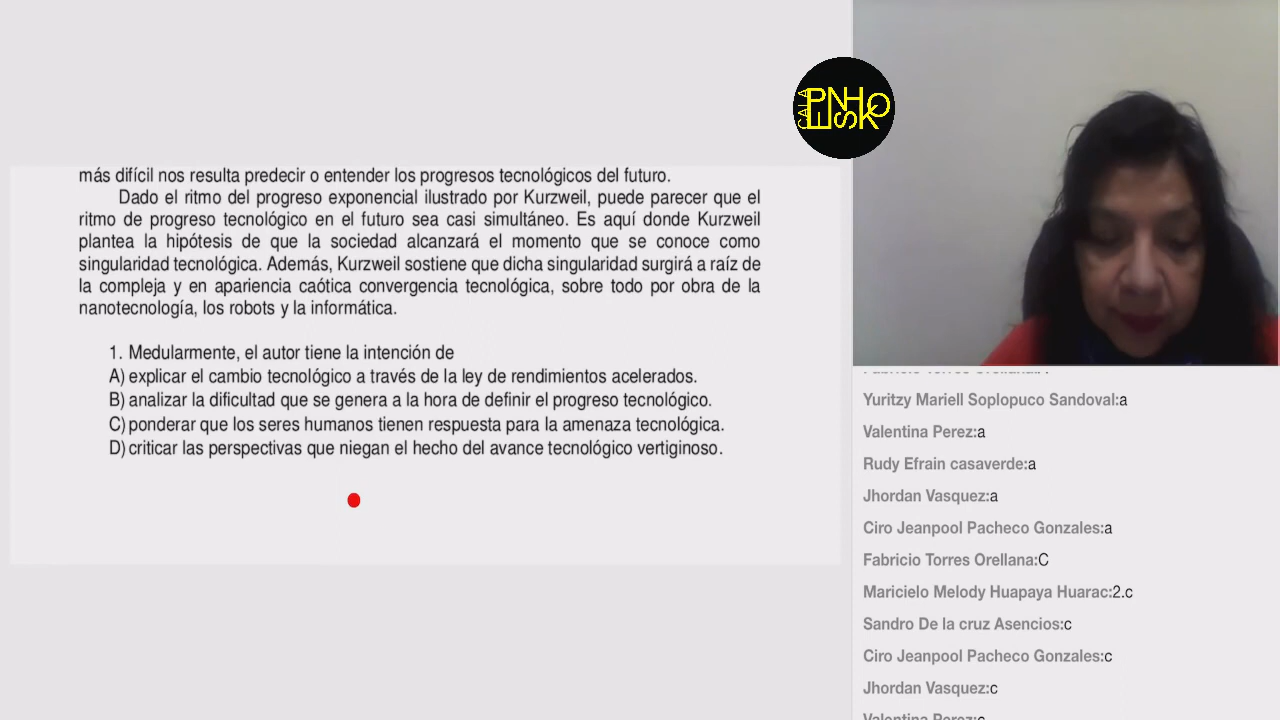 más difícil nos resulta predecir o entender los progresos tecnológicos del futuro.
Dado el ritmo del progreso exponencial ilustrado por Kurzweil, puede parecer que el
ritmo de progreso tecnológico en el futuro sea casi simultáneo. Es aquí donde Kurzweil
plantea la hipótesis de que la sociedad alcanzará el momento que se conoce como
singularidad tecnológica. Además, Kurzweil sostiene que dicha singularidad surgirá a raíz de
la compleja y en apariencia caótica convergencia tecnológica, sobre todo por obra de la
nanotecnología, los robots y la informática.
1. Medularmente, el autor tiene la intención de
A) explicar el cambio tecnológico a través de la ley de rendimientos acelerados.
B) analizar la dificultad que se genera a la hora de definir el progreso tecnológico.
C) ponderar que los seres humanos tienen respuesta para la amenaza tecnológica.
D) criticar las perspectivas que niegan el hecho del avance tecnológico vertiginoso.
Yuritzy Mariell Soplopuco Sandoval:a
Valentina Perez:a
Rudy Efrain casaverde:a
Jhordan Vasquez:a
Ciro Jeanpool Pacheco Gonzales:a
Fabricio Torres Orellana:C
Maricielo Melody Huapaya Huarac:2.c
Sandro De la cruz Asencios:c
Ciro Jeanpool Pacheco Gonzales:c
Jhordan Vasquez:c
Valentina Perez:c